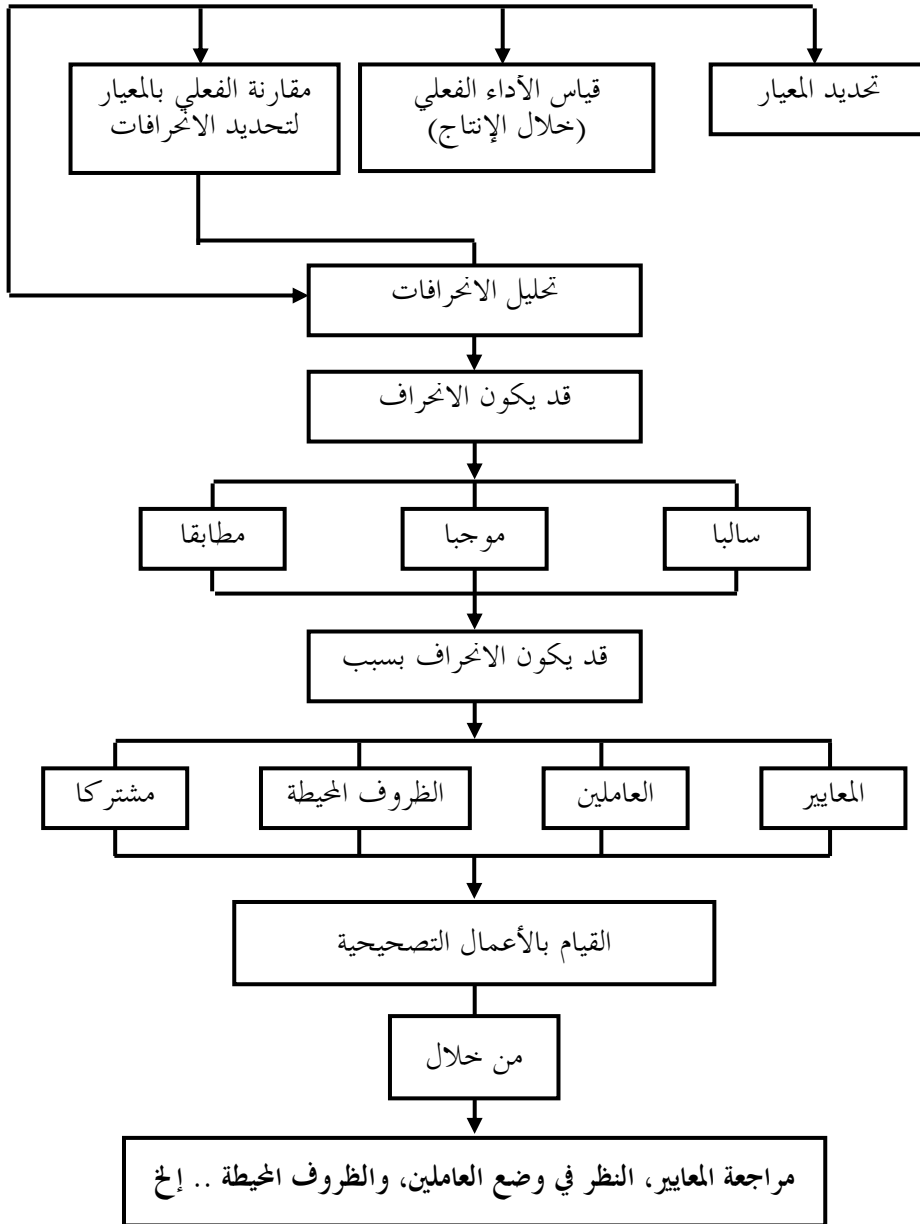 تحديد المعيار
قياس الآداء الفعلي
(خلال الإنتاج)
مقارنة الفعلي بالمعيار
لتحديد الانحرافات
تحليل الانحرافات
قد يكون الانحراف
سالبا
موجبا
مطابقا
قد يكون الانحراف بسبب
المعايير
العاملين
الظروف المحيطة
مشتركا
القيام بالأعمال التصحيحية
من خلال
مراجعة المعايير، النظر في وضع العاملين، والظروف المحيطة .. إلخ